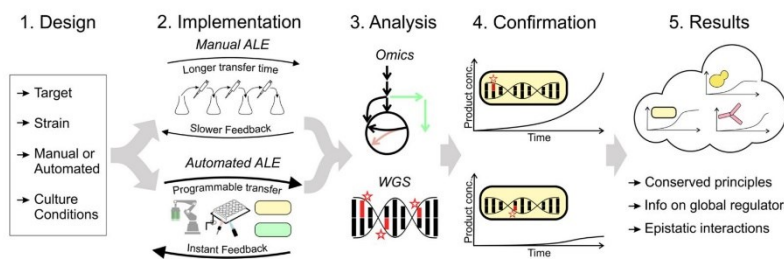 1. Design
2. Implementation
3. Analysis
4. Confirmation
5. Results
Target
Strain
Manual or
Automated
Culture
Conditions
Manual ALE
Longer transfer time
Slower Feedback
Automated ALE
Programmable transfer
Instant Feedback
Omics
WGS
Product conc.
Time
Product conc.
Time
Conserved principles
Info on global regulator
Epistatic interactions